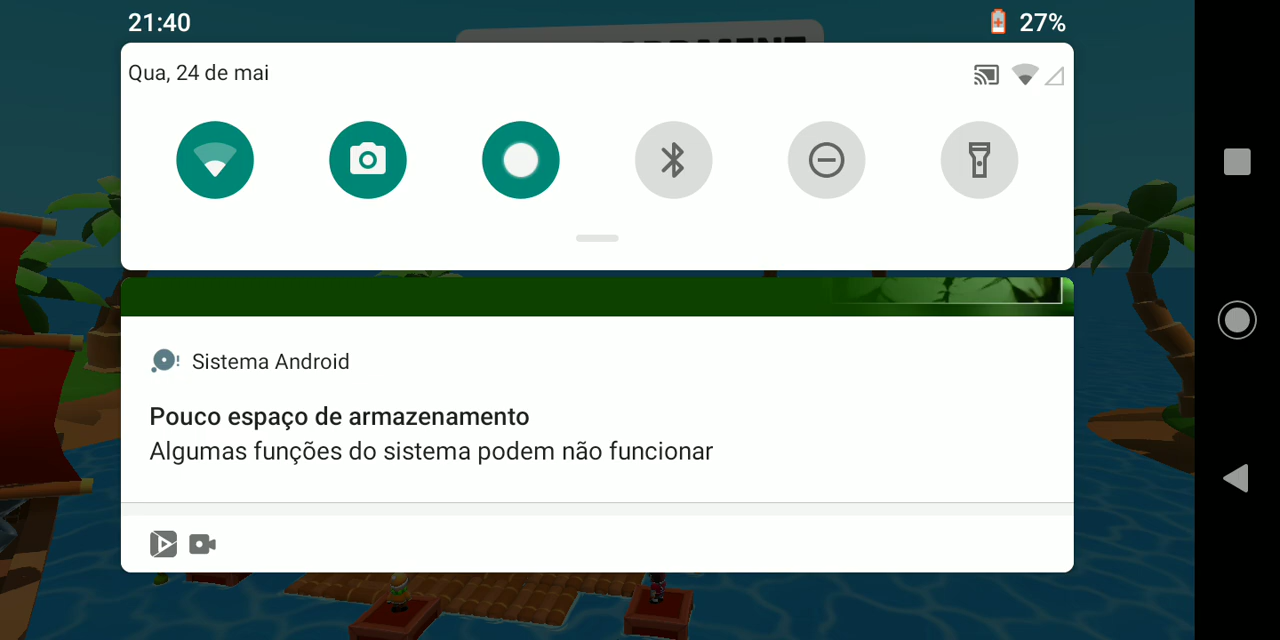 21:40
27%
Qua, 24 de mai
Sistema Android
Pouco espaço de armazenamento
Algumas funções do sistema podem não funcionar